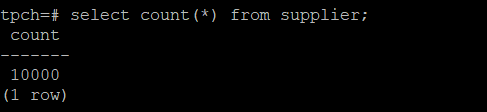 tpch=# select count(*) from supplier;
count
-------
10000
(1 row)